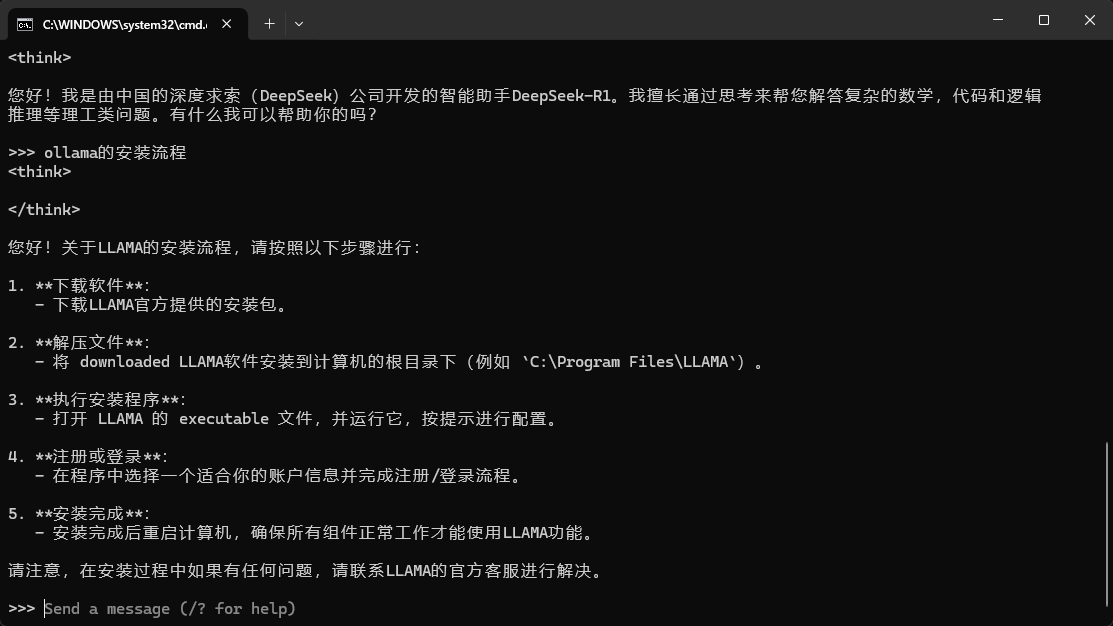 C:\WINDOWS\system32\cmd.
<think>
您好！我是由中国的深度求索（DeepSeek）公司开发的智能助手DeepSeek-R1。我擅长通过思考来帮您解答复杂的数学，代码和逻辑
推理等理工类问题。有什么我可以帮助你的吗？
>>> ollama的安装流程
<think>
</think>
您好！关于LLAMA的安装流程，请按照以下步骤进行：
1. **下载软件**：
- 下载LLAMA官方提供的安装包。
2. **解压文件**：
- 将 downloaded LLAMA软件安装到计算机的根目录下（例如 `C:\Program Files\LLAMA`）。
3. **执行安装程序**：
- 打开 LLAMA 的 executable 文件，并运行它，按提示进行配置。
4. **注册或登录**：
- 在程序中选择一个适合你的账户信息并完成注册/登录流程。
5. **安装完成**：
- 安装完成后重启计算机，确保所有组件正常工作才能使用LLAMA功能。
请注意，在安装过程中如果有任何问题，请联系LLAMA的官方客服进行解决。
>>> Send a message (/? for help)